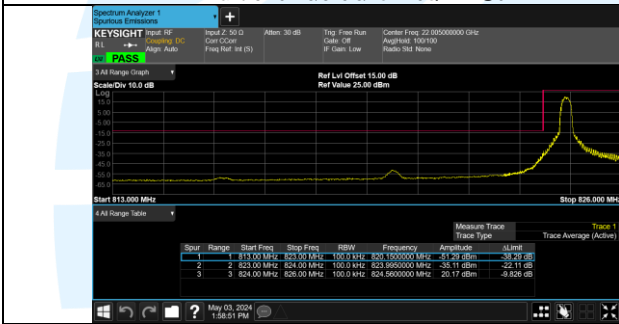 Spectrum Analyzer 1
Spurious Emissions
KEYSIGHT Input: RF Input Z: 50 Ω Atten: 30 dB Trig: Free Run Center Freq: 22.005000000 GHz
RL Coupling: DC Corr CCorr Gate: Off Avg|Hold: 100/100
Align: Auto Freq Ref: Int (S) IF Gain: Low Radio Std: None
PASS
3 All Range Graph
Ref Lvl Offset 15.00 dB
Scale/Div 10.0 dB Ref Value 25.00 dBm
Log
15.0
5.00
-5.00
-15.0
-25.0
-35.0
-45.0
-55.0
-65.0
Start 813.000 MHz Stop 826.000 MHz
4 All Range Table
Measure Trace Trace 1
Trace Type Trace Average (Active)
Spur Range Start Freq Stop Freq RBW Frequency Amplitude ΔLimit
1 1 813.00 MHz 823.00 MHz 100.0 kHz 820.1500000 MHz -51.29 dBm -38.29 dB
2 2 823.00 MHz 824.00 MHz 100.0 kHz 823.9950000 MHz -35.11 dBm -22.11 dB
3 3 824.00 MHz 826.00 MHz 100.0 kHz 824.5600000 MHz 20.17 dBm -9.826 dB
May 03, 2024
1:58:51 PM